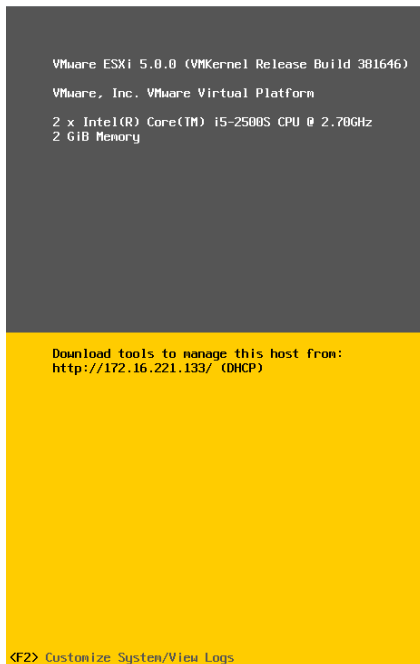 VMware ESXi 5.0.0 (VMKernel Release Build 381646)
VMware, Inc. VMware Virtual Platform
2 x Intel(R) Core(TM) i5-2500S CPU @ 2.70GHz
2 GiB Memory
Download tools to manage this host from:
http://172.16.221.133/ (DHCP)
<F2> Customize System/View Logs